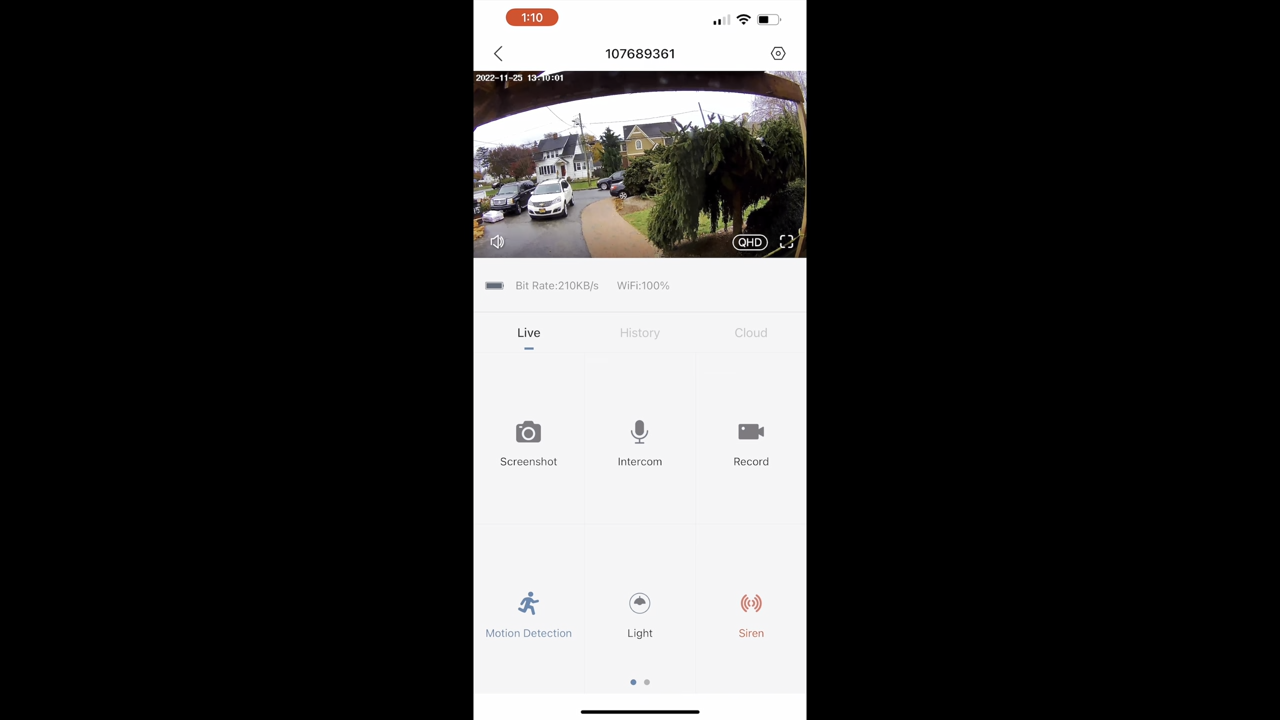 1:10
107689361
2022-11-25 13:10:01
QHD
Bit Rate:210KB/s WiFi:100%
Live History Cloud
Screenshot Intercom Record
Motion Detection Light Siren